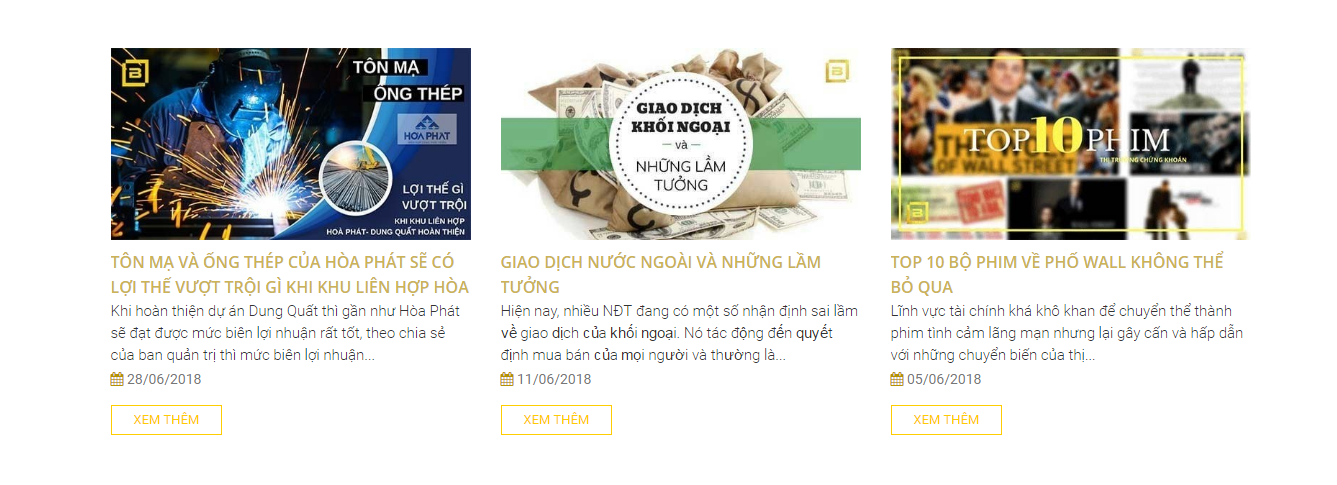 TÔN MẠ
ỐNG THÉP
HOA PHAT
LỢI THẾ GÌ
VƯỢT TRỘI
KHI KHU LIÊN HỢP
HOÀ PHÁT- DUNG QUẤT HOÀN THIỆN
TÔN MẠ VÀ ỐNG THÉP CỦA HÒA PHÁT SẼ CÓ
LỢI THẾ VƯỢT TRỘI GÌ KHI KHU LIÊN HỢP HÒA
Khi hoàn thiện dự án Dung Quất thì gần như Hòa Phát
sẽ đạt được mức biên lợi nhuận rất tốt, theo chia sẻ
của ban quản trị thì mức biên lợi nhuận...
28/06/2018
XEM THÊM
GIAO DỊCH
KHỐI NGOẠI
và
NHỮNG LẦM
TƯỞNG
GIAO DỊCH NƯỚC NGOÀI VÀ NHỮNG LẦM
TƯỞNG
Hiện nay, nhiều NĐT đang có một số nhận định sai lầm
về giao dịch của khối ngoại. Nó tác động đến quyết
định mua bán của mọi người và thường là...
11/06/2018
XEM THÊM
TOP 10 PHIM
THỊ TRƯỜNG CHỨNG KHOÁN
OF WALL STREET
TOP 10 BỘ PHIM VỀ PHỐ WALL KHÔNG THỂ
BỎ QUA
Lĩnh vực tài chính khá khô khan để chuyển thể thành
phim tình cảm lãng mạn nhưng lại gây cấn và hấp dẫn
với những chuyển biến của thị...
05/06/2018
XEM THÊM